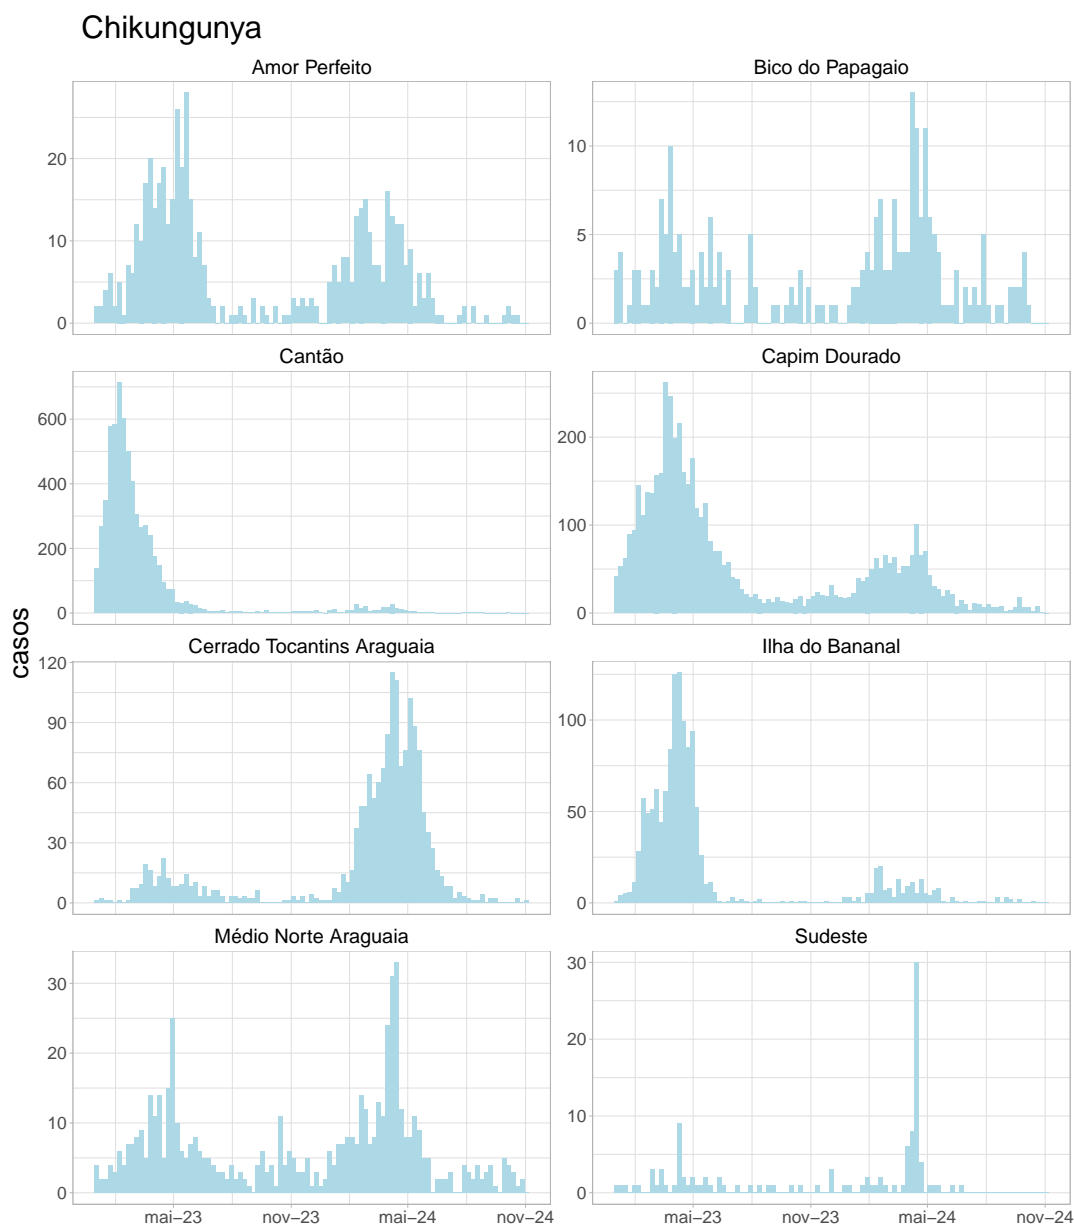 Chikungunya
Amor Perfeito
Bico do Papagaio
20
10
0
10
5
0
Cantão
Capim Dourado
600
400
200
0
200
100
0
casos
Cerrado Tocantins Araguaia
Ilha do Bananal
120
90
60
30
0
100
50
0
Médio Norte Araguaia
Sudeste
30
20
10
0
30
20
10
0
mai–23 nov–23 mai–24 nov–24
mai–23 nov–23 mai–24 nov–24